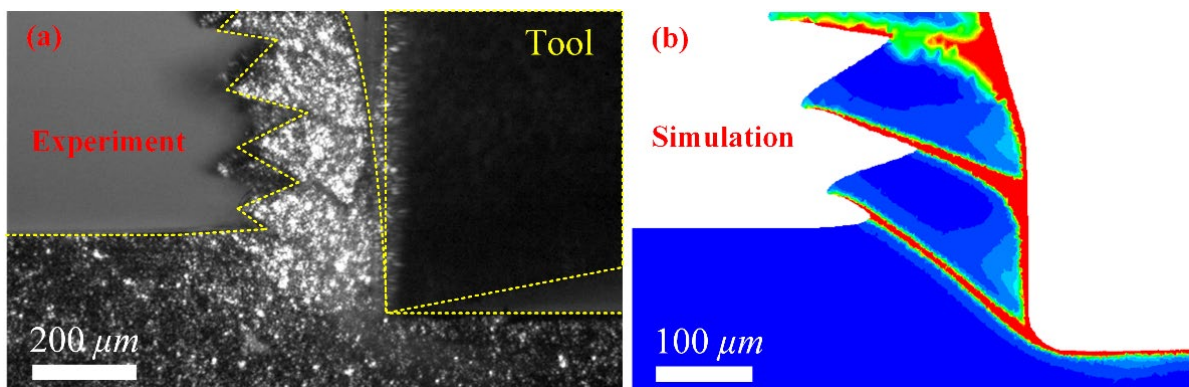 (a)
Tool
Experiment
200 μm
(b)
Simulation
100 μm